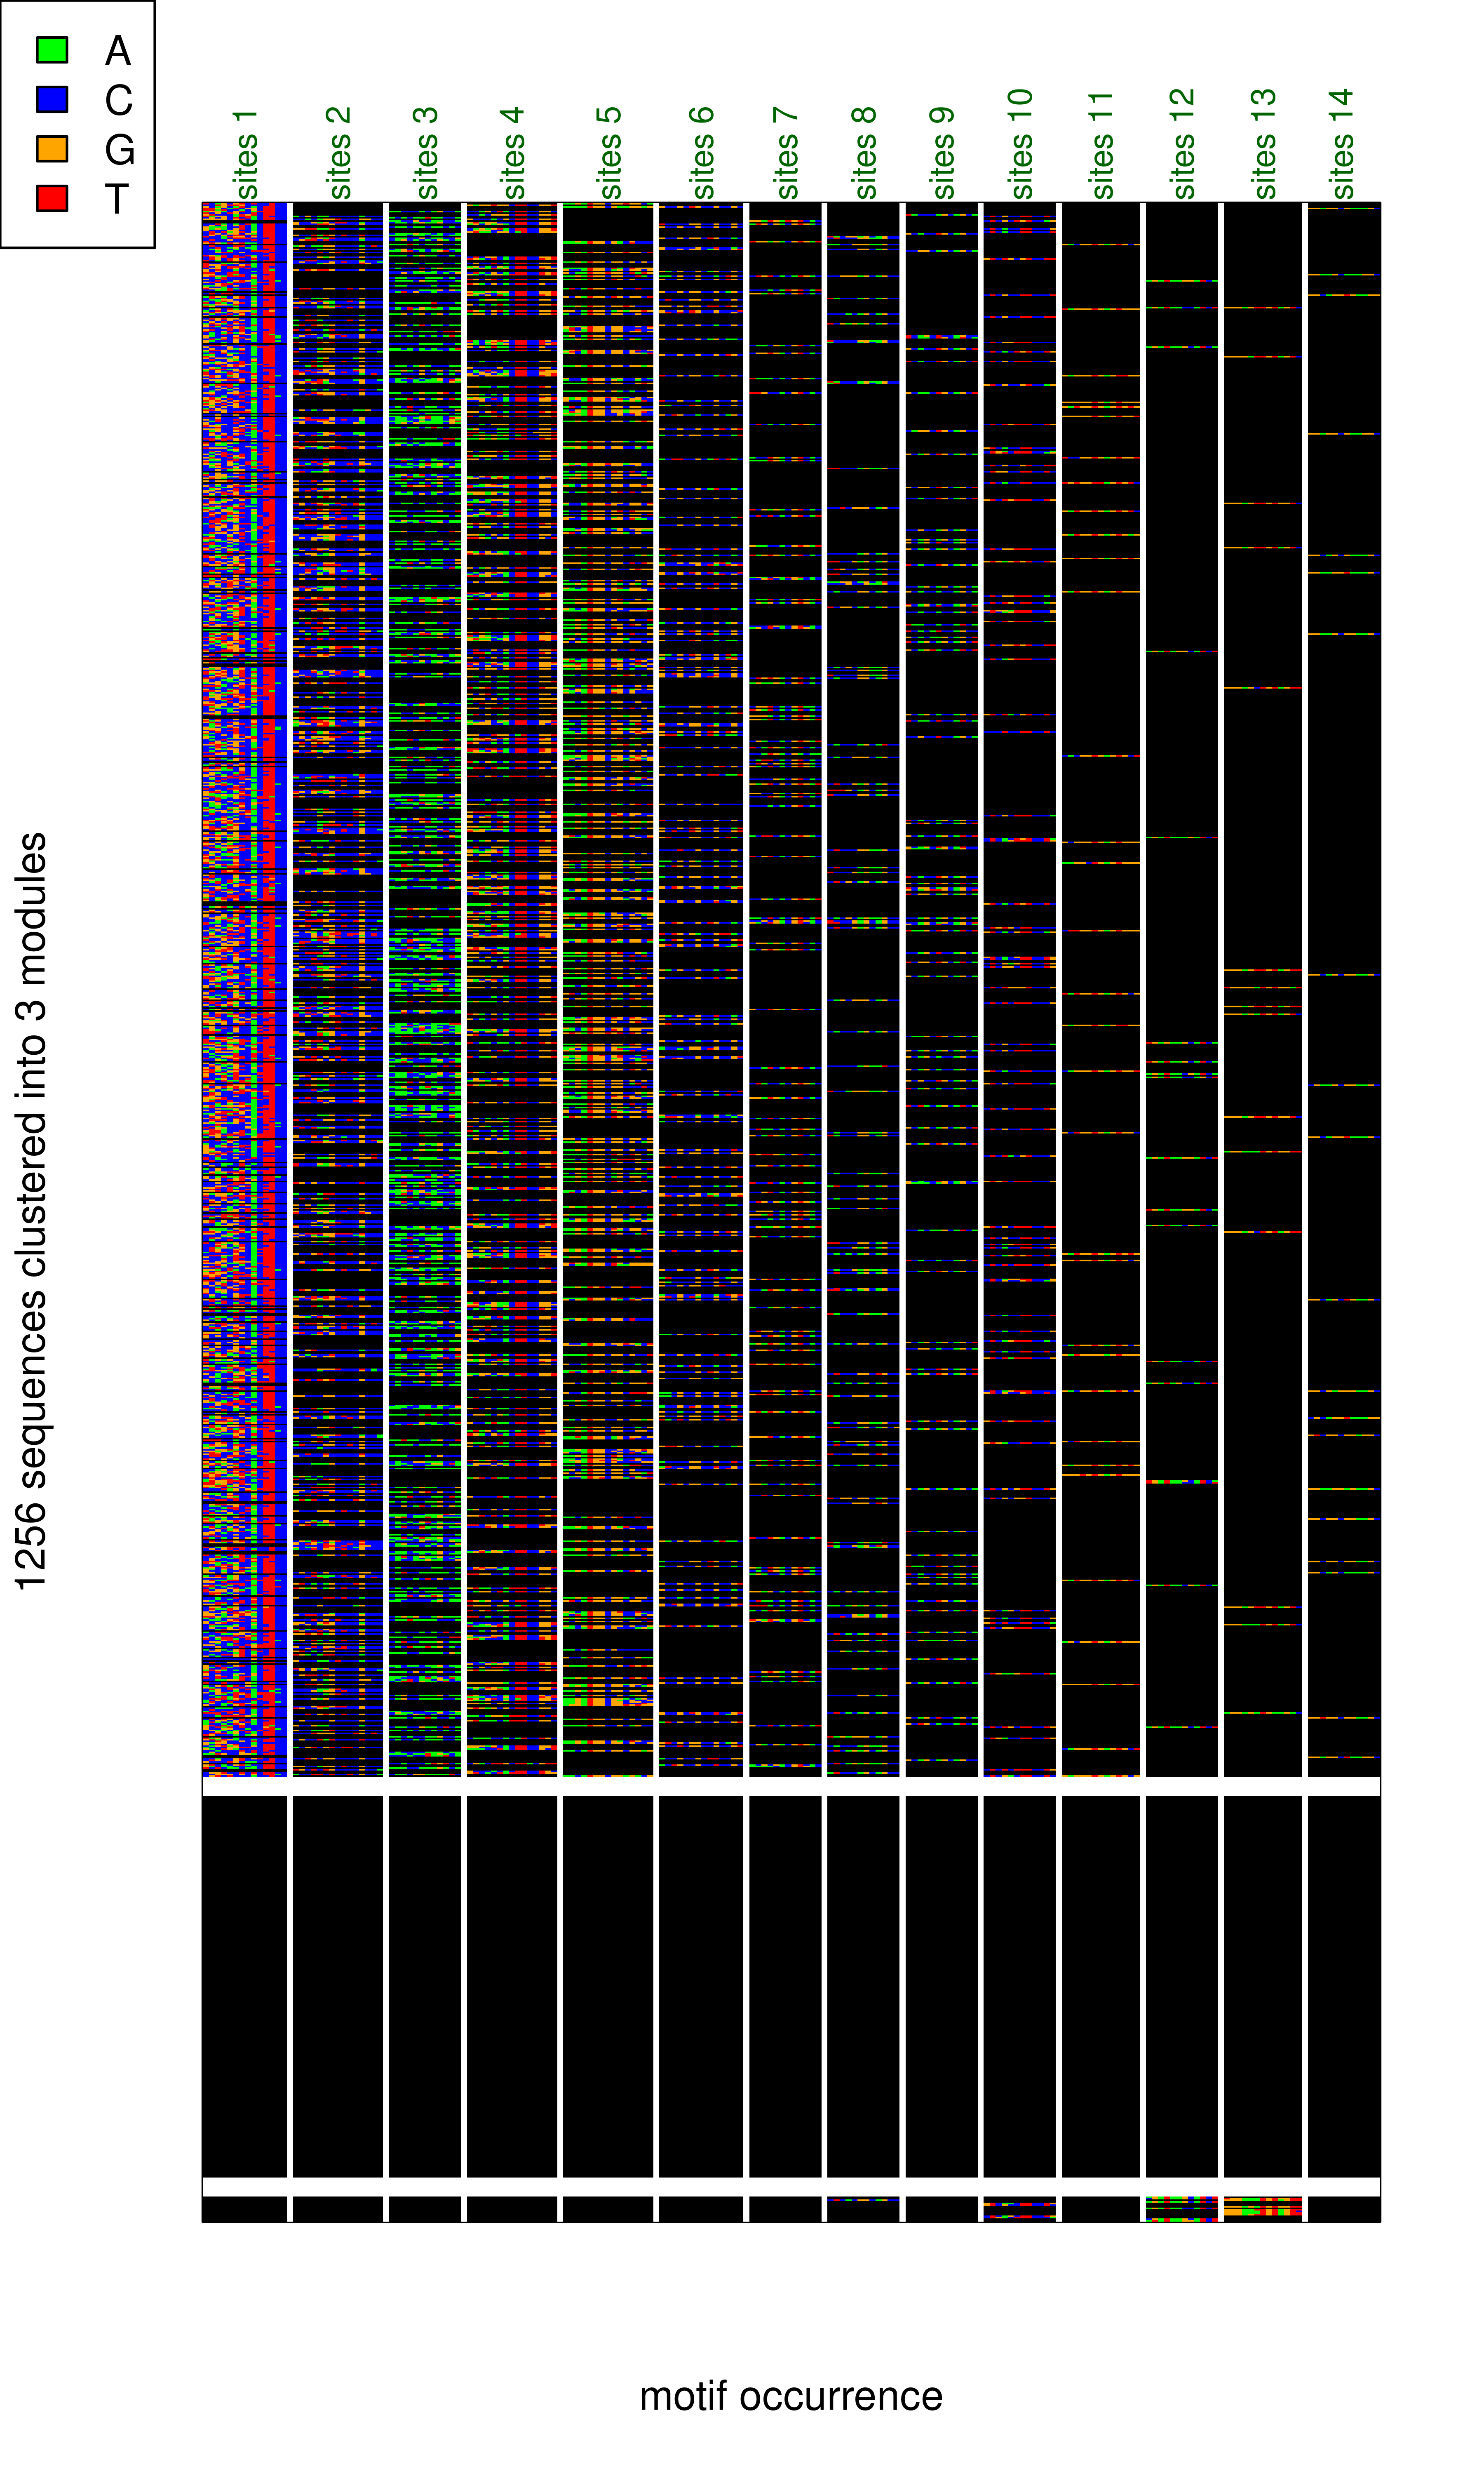 A
C
G
T
sites 1
sites 2
sites 3
sites 4
sites 5
sites 6
sites 7
sites 8
sites 9
sites 10
sites 11
sites 12
sites 13
sites 14
1256 sequences clustered into 3 modules
motif occurrence